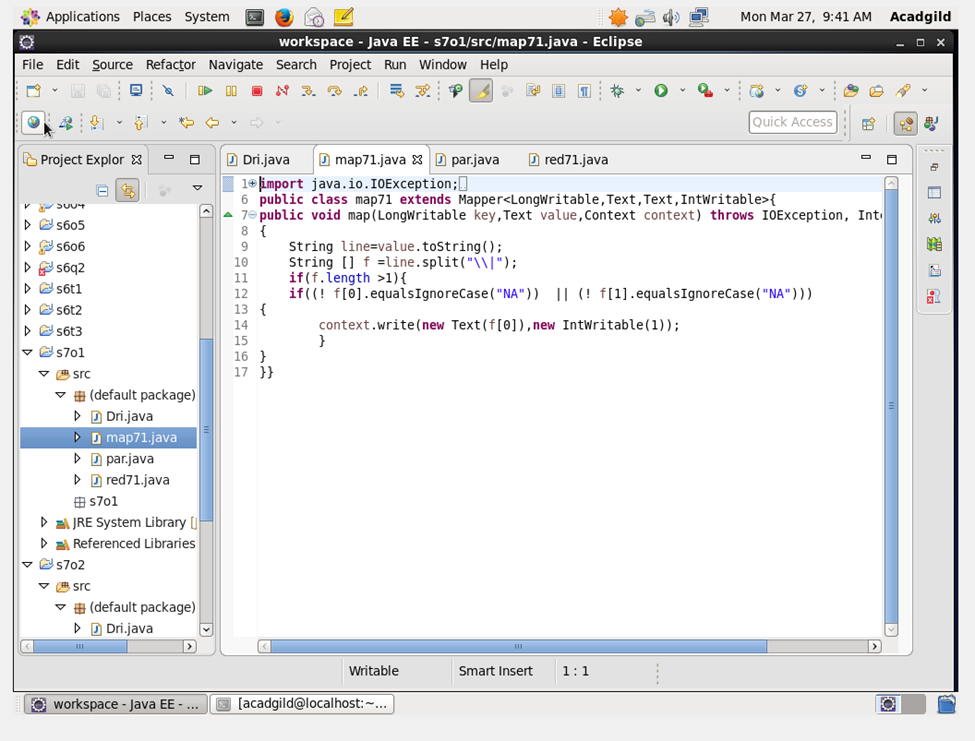 Applications Places System Mon Mar 27, 9:41 AM Acadgild
workspace - Java EE - s7o1/src/map71.java - Eclipse
File Edit Source Refactor Navigate Search Project Run Window Help
Quick Access
Project Explor
Dri.java map71.java par.java red71.java
s6o4
s6o5
s6o6
s6q2
s6t1
s6t2
s6t3
s7o1
src
(default package)
Dri.java
map71.java
par.java
red71.java
s7o1
JRE System Library [
Referenced Libraries
s7o2
src
(default package)
Dri.java
1 import java.io.IOException;
6 public class map71 extends Mapper<LongWritable,Text,Text,IntWritable>{
7 public void map(LongWritable key,Text value,Context context) throws IOException, Inte
8 {
9 String line=value.toString();
10 String [] f =line.split("\\|");
11 if(f.length >1){
12 if((! f[0].equalsIgnoreCase("NA")) || (! f[1].equalsIgnoreCase("NA")))
13 {
14 context.write(new Text(f[0]),new IntWritable(1));
15 }
16 }
17 }}
Writable Smart Insert 1 : 1
workspace - Java EE - ... [acadgild@localhost:~...